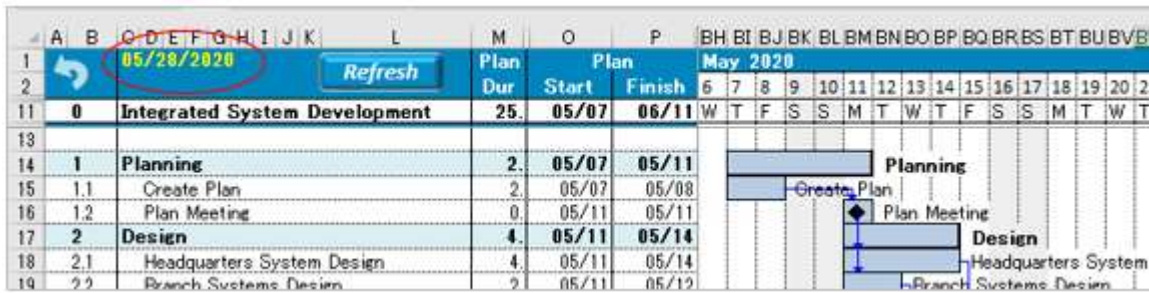 A B C D E F G H I J K L M O P BH BI BJ BK BL BM BN BO BP BQ BR BS BT BU BV
1 05/28/2020 Refresh Plan Plan May 2020
2 Dur Start Finish 6 7 8 9 10 11 12 13 14 15 16 17 18 19 20
11 0 Integrated System Development 25. 05/07 06/11 W T F S S M T W T F S S M T W T
13
14 1 Planning 2. 05/07 05/11 Planning
15 1.1 Create Plan 2. 05/07 05/08 Create Plan
16 1.2 Plan Meeting 0. 05/11 05/11 Plan Meeting
17 2 Design 4. 05/11 05/14 Design
18 2.1 Headquarters System Design 4. 05/11 05/14 Headquarters System
19 2.2 Branch Systems Design 2 05/11 05/12 Branch Systems Design